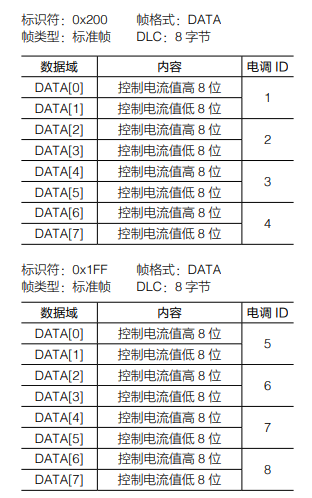 标识符：0x200 帧格式：DATA
帧类型：标准帧 DLC：8 字节
数据域 内容 电调 ID
DATA[0] 控制电流值高 8 位 1
DATA[1] 控制电流值低 8 位
DATA[2] 控制电流值高 8 位 2
DATA[3] 控制电流值低 8 位
DATA[4] 控制电流值高 8 位 3
DATA[5] 控制电流值低 8 位
DATA[6] 控制电流值高 8 位 4
DATA[7] 控制电流值低 8 位
标识符：0x1FF 帧格式：DATA
帧类型：标准帧 DLC：8 字节
数据域 内容 电调 ID
DATA[0] 控制电流值高 8 位 5
DATA[1] 控制电流值低 8 位
DATA[2] 控制电流值高 8 位 6
DATA[3] 控制电流值低 8 位
DATA[4] 控制电流值高 8 位 7
DATA[5] 控制电流值低 8 位
DATA[6] 控制电流值高 8 位 8
DATA[7] 控制电流值低 8 位